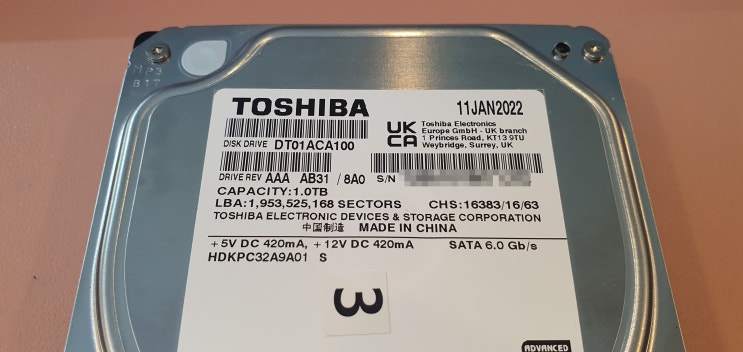 MP3
B17
TOSHIBA
11JAN2022
DISK DRIVE DT01ACA100
UK
CA
Toshiba Electronics
Europe GmbH - UK branch
1 Princes Road, KT13 9TU
Weybridge, Surrey, UK
DRIVE REV AAA AB31 / 8A0 S/N
CAPACITY:1.0TB
LBA:1,953,525,168 SECTORS CHS:16383/16/63
TOSHIBA ELECTRONIC DEVICES & STORAGE CORPORATION
中国制造 MADE IN CHINA
+5V DC 420mA, +12V DC 420mA SATA 6.0 Gb/s
HDKPC32A9A01 S
3
ADVANCED